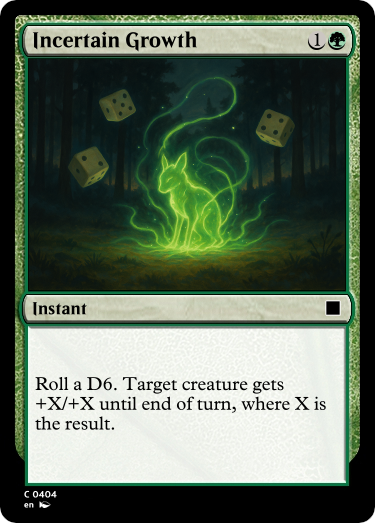 Incertain Growth 1
Instant
Roll a D6. Target creature gets
+X/+X until end of turn, where X is
the result.
C 0404
en